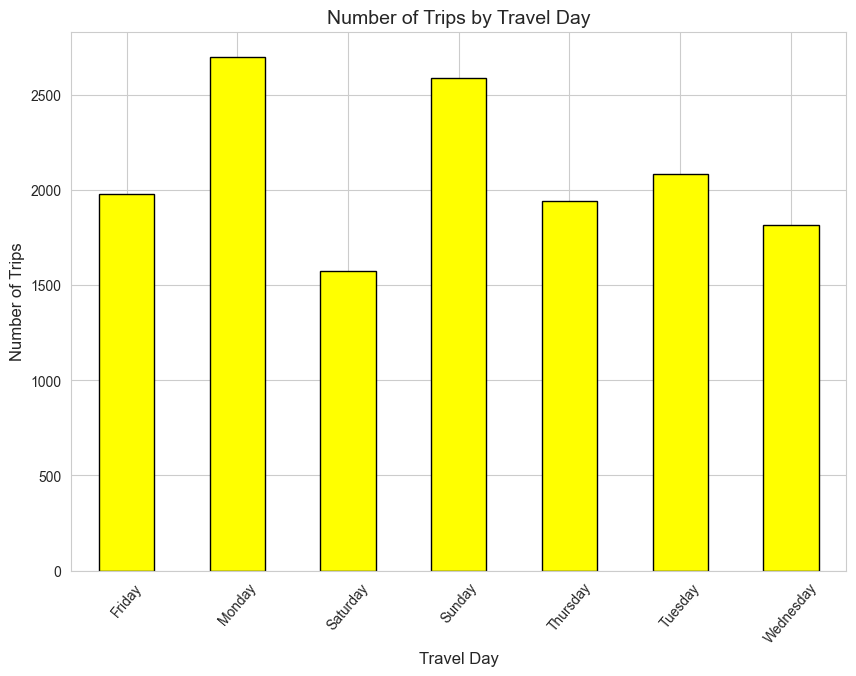 Number of Trips by Travel Day
Number of Trips
2500
2000
1500
1000
500
0
Friday
Monday
Saturday
Sunday
Thursday
Tuesday
Wednesday
Travel Day